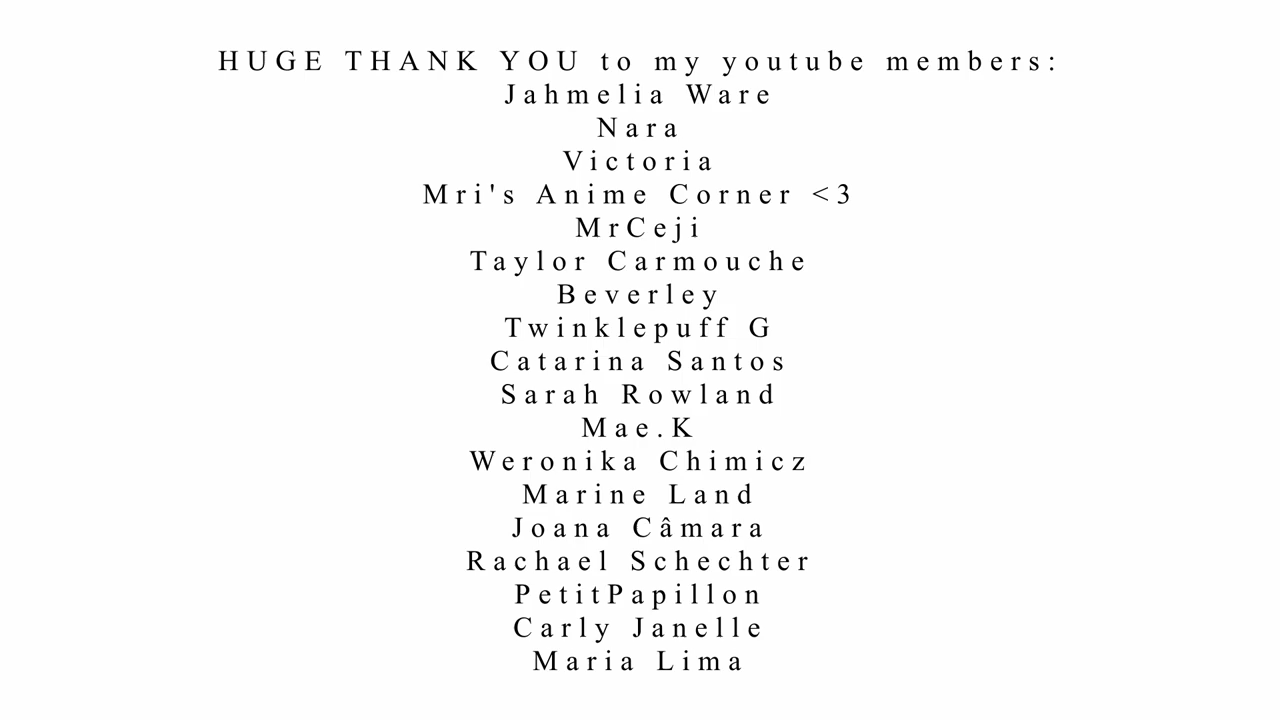 HUGE THANK YOU to my youtube members:
Jahmelia Ware
Nara
Victoria
Mri's Anime Corner <3
MrCeji
Taylor Carmouche
Beverley
Twinklepuff G
Catarina Santos
Sarah Rowland
Mae.K
Weronika Chimicz
Marine Land
Joana Câmara
Rachael Schechter
PetitPapillon
Carly Janelle
Maria Lima